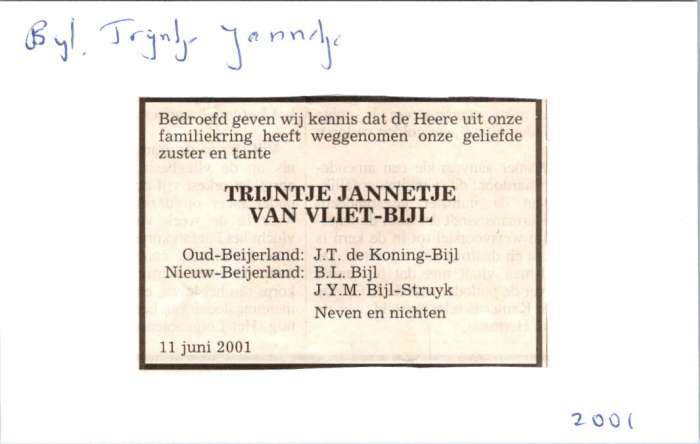 Byl. Trijntje Jannetje
Bedroefd geven wij kennis dat de Heere uit onze
familiekring heeft weggenomen onze geliefde
zuster en tante
TRIJNTJE JANNETJE
VAN VLIET-BIJL
Oud-Beijerland: J.T. de Koning-Bijl
Nieuw-Beijerland: B.L. Bijl
J.Y.M. Bijl-Struyk
Neven en nichten
11 juni 2001
2001